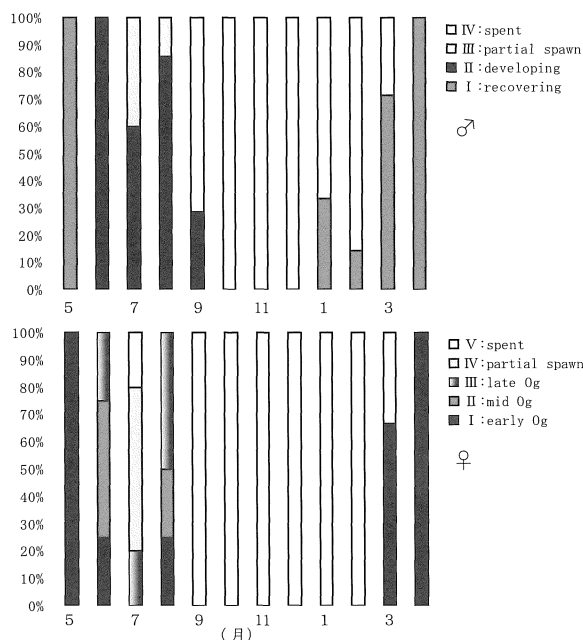 100%
90%
80%
70%
60%
50%
40%
30%
20%
10%
0%
5 7 9 11 1 3
Ⅳ:spent
Ⅲ:partial spawn
Ⅱ:developing
Ⅰ:recovering
♂
100%
90%
80%
70%
60%
50%
40%
30%
20%
10%
0%
5 7 9 11 1 3
(月)
Ⅴ:spent
Ⅳ:partial spawn
Ⅲ:late Og
Ⅱ:mid Og
Ⅰ:early Og
♀